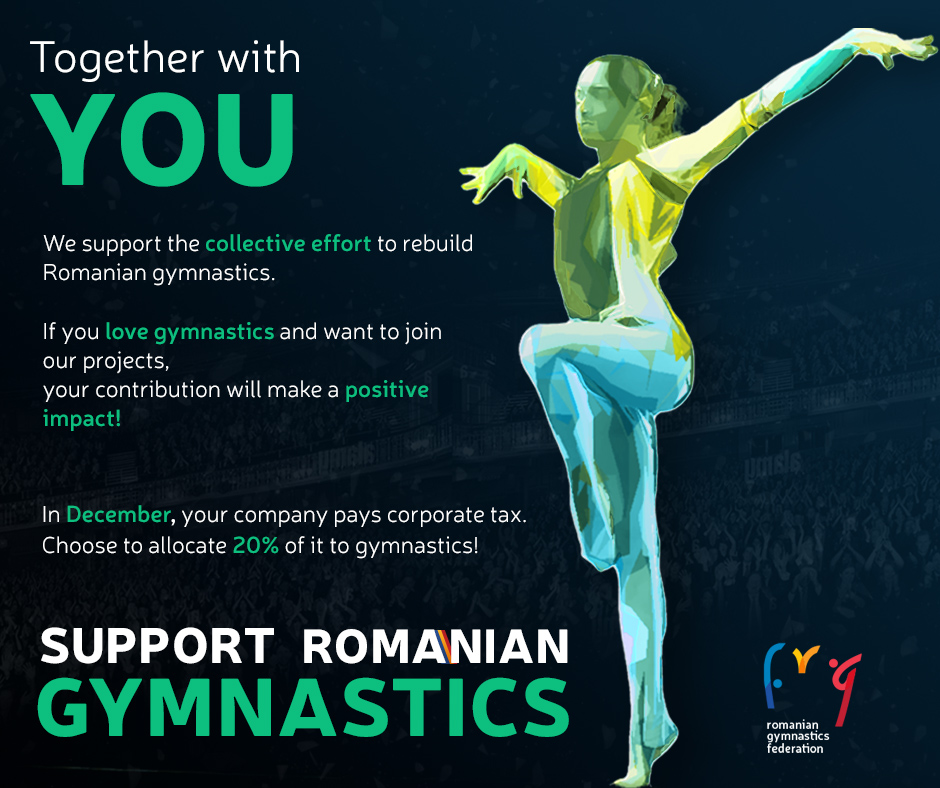 Together with
YOU
We support the collective effort to rebuild
Romanian gymnastics.
If you love gymnastics and want to join
our projects,
your contribution will make a positive
impact!
In December, your company pays corporate tax.
Choose to allocate 20% of it to gymnastics!
SUPPORT ROMANIAN
GYMNASTICS
frg
romanian
gymnastics
federation